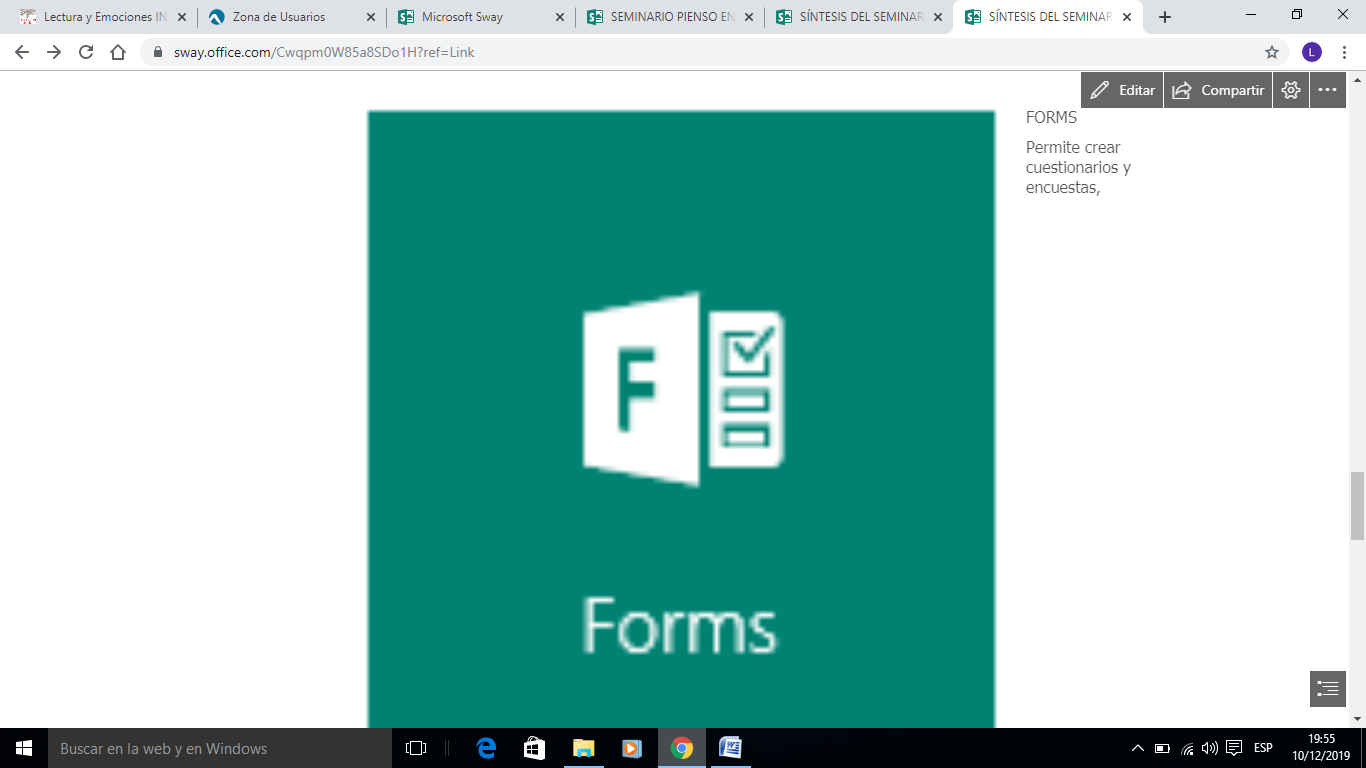 Lectura y Emociones IN
Zona de Usuarios
Microsoft Sway
SEMINARIO PIENSO EN
SÍNTESIS DEL SEMINAR
SÍNTESIS DEL SEMINAR
sway.office.com/Cwqpm0W85a8SDo1H?ref=Link
L
Editar
Compartir
FORMS
Permite crear
cuestionarios y
encuestas,
F
Forms
Buscar en la web y en Windows
ESP
19:55
10/12/2019